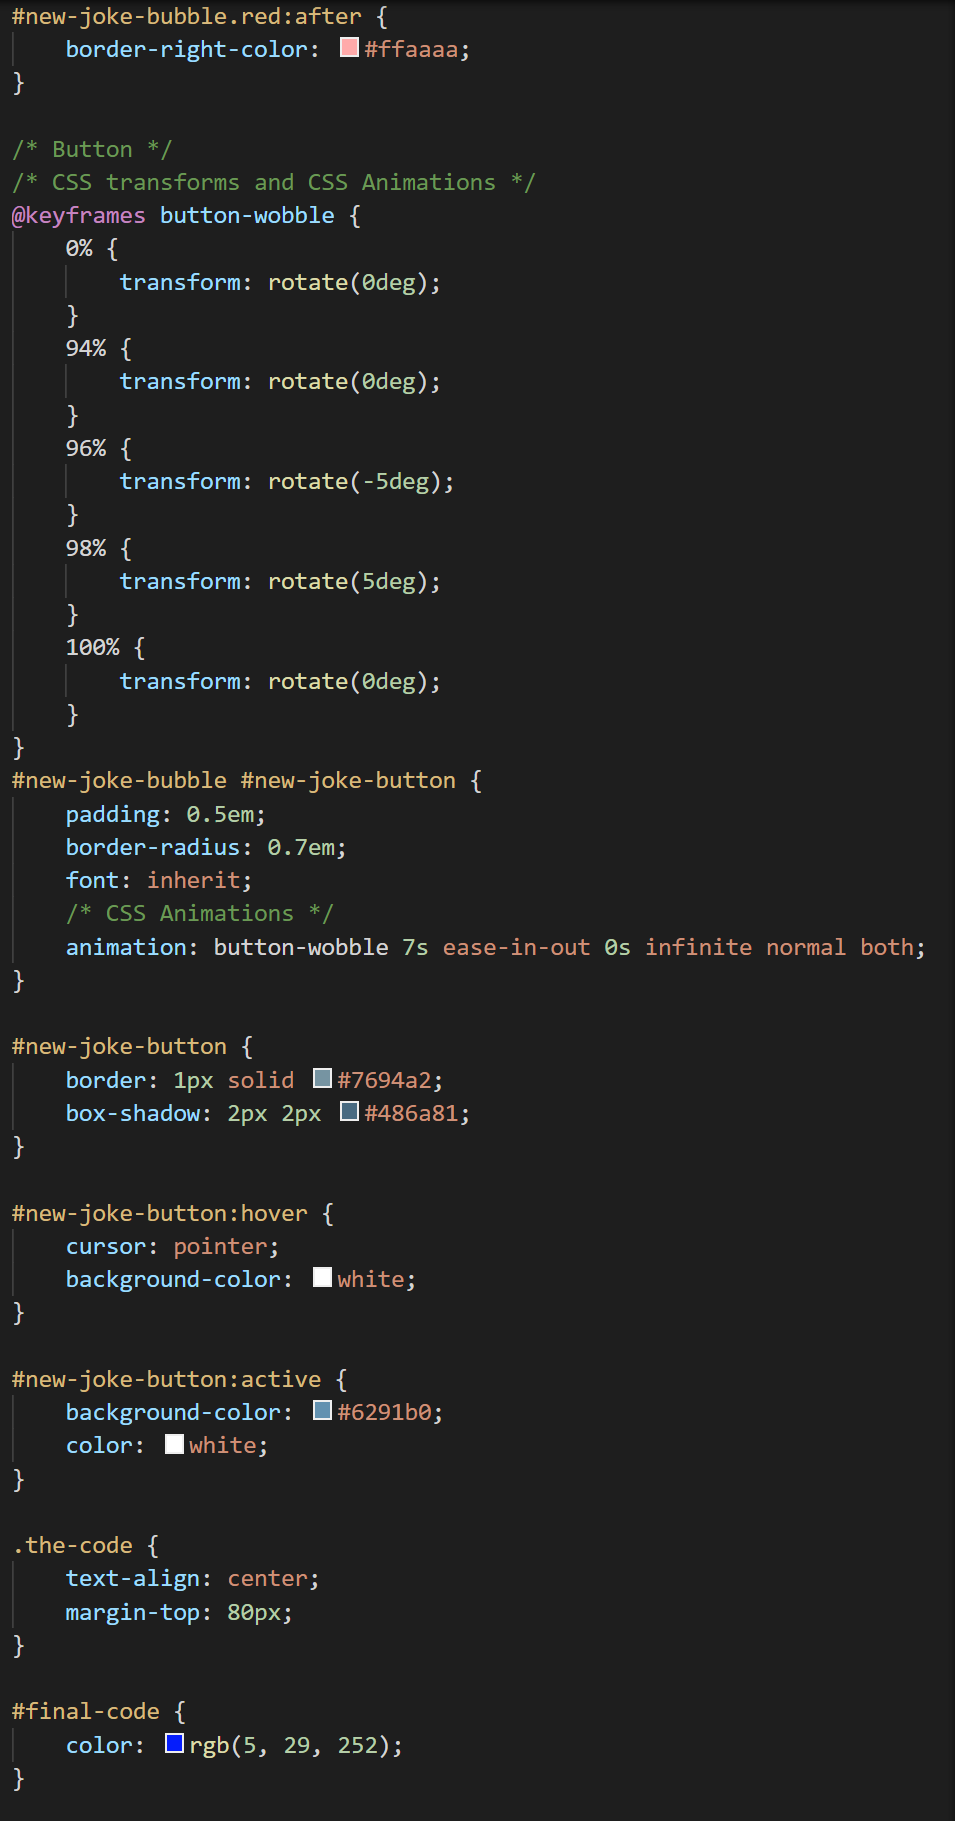 #new-joke-bubble.red:after {
    border-right-color: #ffaaaa;
}

/* Button */
/* CSS transforms and CSS Animations */
@keyframes button-wobble {
    0% {
        transform: rotate(0deg);
    }
    94% {
        transform: rotate(0deg);
    }
    96% {
        transform: rotate(-5deg);
    }
    98% {
        transform: rotate(5deg);
    }
    100% {
        transform: rotate(0deg);
    }
}
#new-joke-bubble #new-joke-button {
    padding: 0.5em;
    border-radius: 0.7em;
    font: inherit;
    /* CSS Animations */
    animation: button-wobble 7s ease-in-out 0s infinite normal both;
}

#new-joke-button {
    border: 1px solid #7694a2;
    box-shadow: 2px 2px #486a81;
}

#new-joke-button:hover {
    cursor: pointer;
    background-color: white;
}

#new-joke-button:active {
    background-color: #6291b0;
    color: white;
}

.the-code {
    text-align: center;
    margin-top: 80px;
}

#final-code {
    color: rgb(5, 29, 252);
}